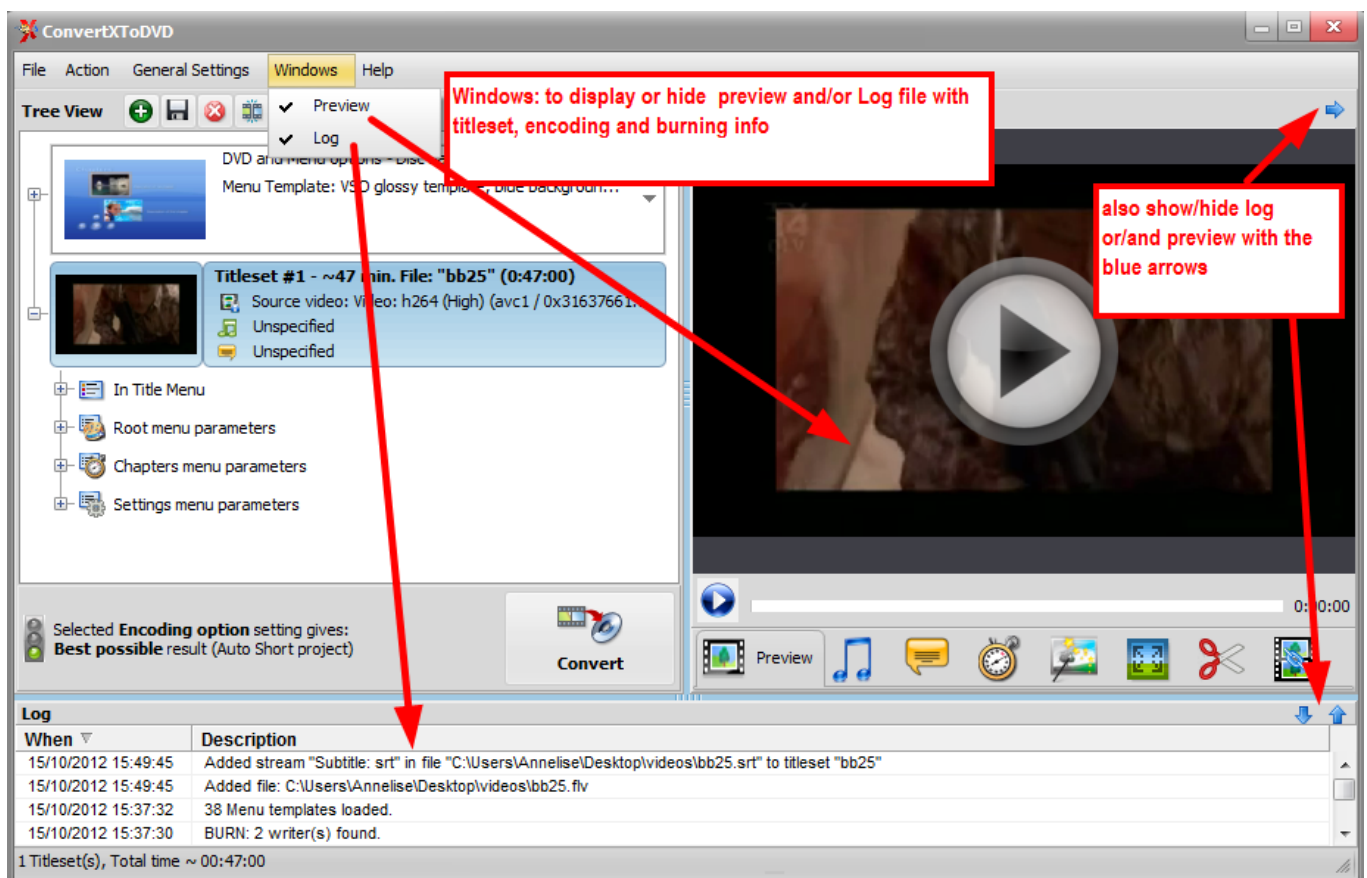 ConvertXToDVD
File Action General Settings Windows Help
Tree View
Preview
Log
Windows: to display or hide preview and/or Log file with
titleset, encoding and burning info
DVD and Menu options - Disc
Menu Template: VSO glossy template, blue backgroun...
also show/hide log
or/and preview with the
blue arrows
Titleset #1 - ~47 min. File: "bb25" (0:47:00)
Source video: Video: h264 (High) (avc1 / 0x31637661...
Unspecified
Unspecified
In Title Menu
Root menu parameters
Chapters menu parameters
Settings menu parameters
Selected Encoding option setting gives:
Best possible result (Auto Short project)
Convert
0:00:00
Preview
Log
When Description
15/10/2012 15:49:45 Added stream "Subtitle: srt" in file "C:\Users\Annelise\Desktop\videos\bb25.srt" to titleset "bb25"
15/10/2012 15:49:45 Added file: C:\Users\Annelise\Desktop\videos\bb25.flv
15/10/2012 15:37:32 38 Menu templates loaded.
15/10/2012 15:37:30 BURN: 2 writer(s) found.
1 Titleset(s), Total time ~ 00:47:00